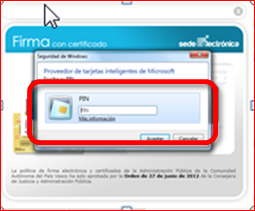 Firma con certificado
sede electrónica
Seguridad de Windows
Proveedor de tarjetas inteligentes de Microsoft
PIN
PIN
Más información
Aceptar
Cancelar
La política de firma electrónica y certificados de la Administración Pública de la Comunidad
Autónoma del País Vasco ha sido aprobada por la Orden de 27 de junio de 2012 de la Consejera
de Justicia y Administración Pública.